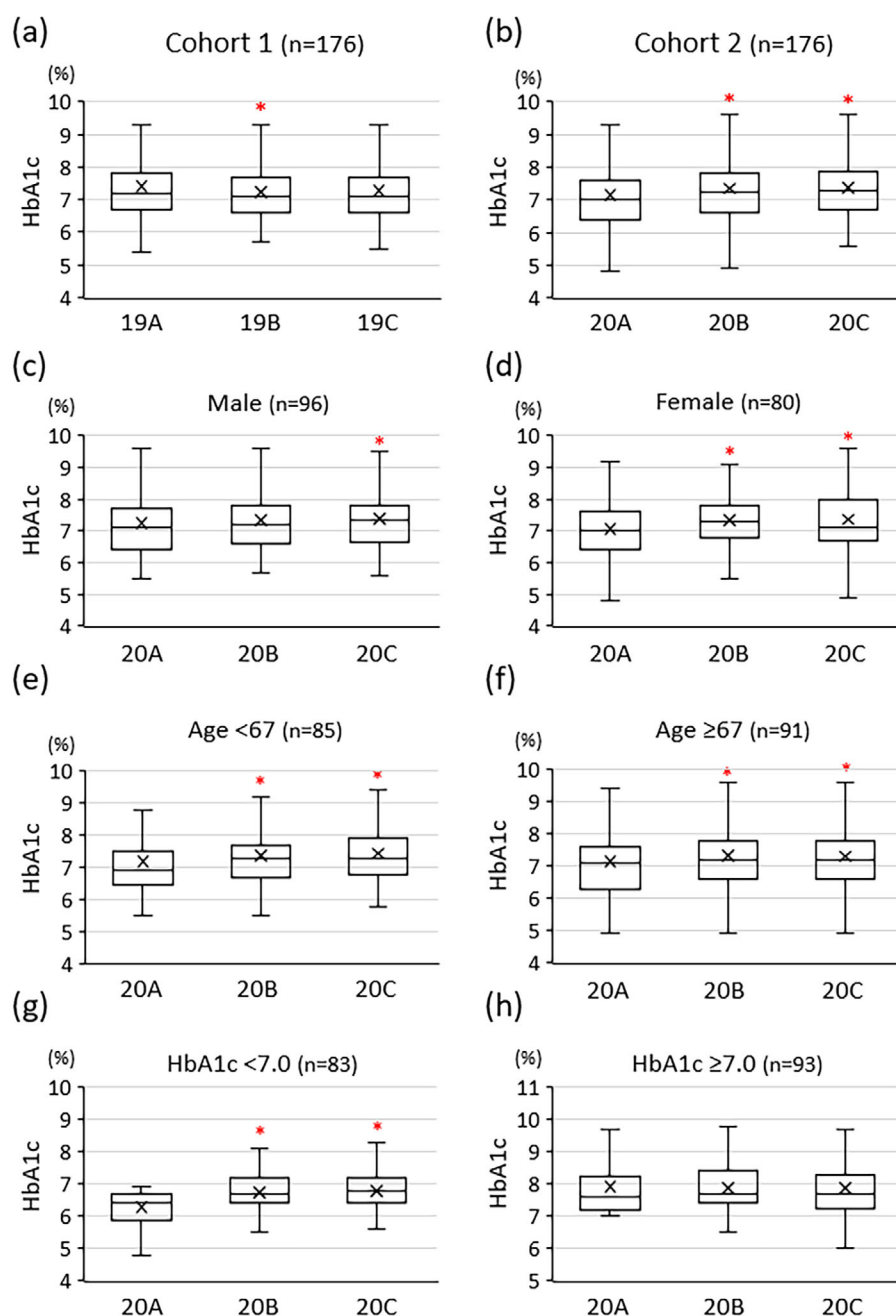 (a) Cohort 1 (n=176)
(%)
HbA1c
10
9
8
7
6
5
4
19A 19B 19C
(b) Cohort 2 (n=176)
(%)
HbA1c
10
9
8
7
6
5
4
20A 20B 20C
(c) Male (n=96)
(%)
HbA1c
10
9
8
7
6
5
4
20A 20B 20C
(d) Female (n=80)
(%)
HbA1c
10
9
8
7
6
5
4
20A 20B 20C
(e) Age <67 (n=85)
(%)
HbA1c
10
9
8
7
6
5
4
20A 20B 20C
(f) Age ≥67 (n=91)
(%)
HbA1c
10
9
8
7
6
5
4
20A 20B 20C
(g) HbA1c <7.0 (n=83)
(%)
HbA1c
10
9
8
7
6
5
4
20A 20B 20C
(h) HbA1c ≥7.0 (n=93)
(%)
HbA1c
11
10
9
8
7
6
5
20A 20B 20C